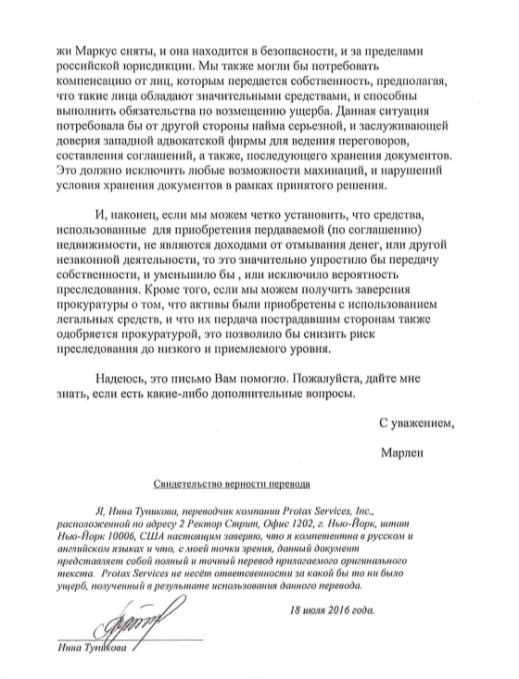 жи Маркус сняты, и она находится в безопасности, и за пределами
российской юрисдикции. Мы также могли бы потребовать
компенсацию от лиц, которым передается собственность, предполагая,
что такие лица обладают значительными средствами, и способны
выполнить обязательства по возмещению ущерба. Данная ситуация
потребовала бы от другой стороны найма серьезной, и заслуживающей
доверия западной адвокатской фирмы для ведения переговоров,
составления соглашений, а также, последующего хранения документов.
Это должно исключить любые возможности махинаций, и нарушений
условия хранения документов в рамках принятого решения.
И, наконец, если мы можем четко установить, что средства,
использованные для приобретения пердаваемой (по соглашению)
недвижимости, не являются доходами от отмывания денег, или другой
незаконной деятельности, то это значительно упростило бы передачу
собственности, и уменьшило бы , или исключило вероятность
преследования. Кроме того, если мы можем получить заверения
прокуратуры о том, что активы были приобретены с использованием
легальных средств, и что их пердача пострадавшим сторонам также
одобряется прокуратурой, это позволило бы снизить риск
преследования до низкого и приемлемого уровня.
Надеюсь, это письмо Вам помогло. Пожалуйста, дайте мне
знать, если есть какие-либо дополнительные вопросы.
С уважением,
Марлен
Свидетельство верности перевода
Я, Инна Тупикова, переводчик компании Protax Services, Inc.,
расположенной по адресу 2 Ректор Стрит, Офис 1202, г. Нью-Йорк, штат
Нью-Йорк 10006, США настоящим заверяю, что я компетентна в русском и
английском языках и что, с моей точки зрения, данный документ
представляет собой полный и точный перевод прилагаемого оригинального
текста. Protax Services не несёт ответсвенности за какой бы то ни было
ущерб, полученный в результате использования данного перевода.
18 июля 2016 года.
Инна Тупикова